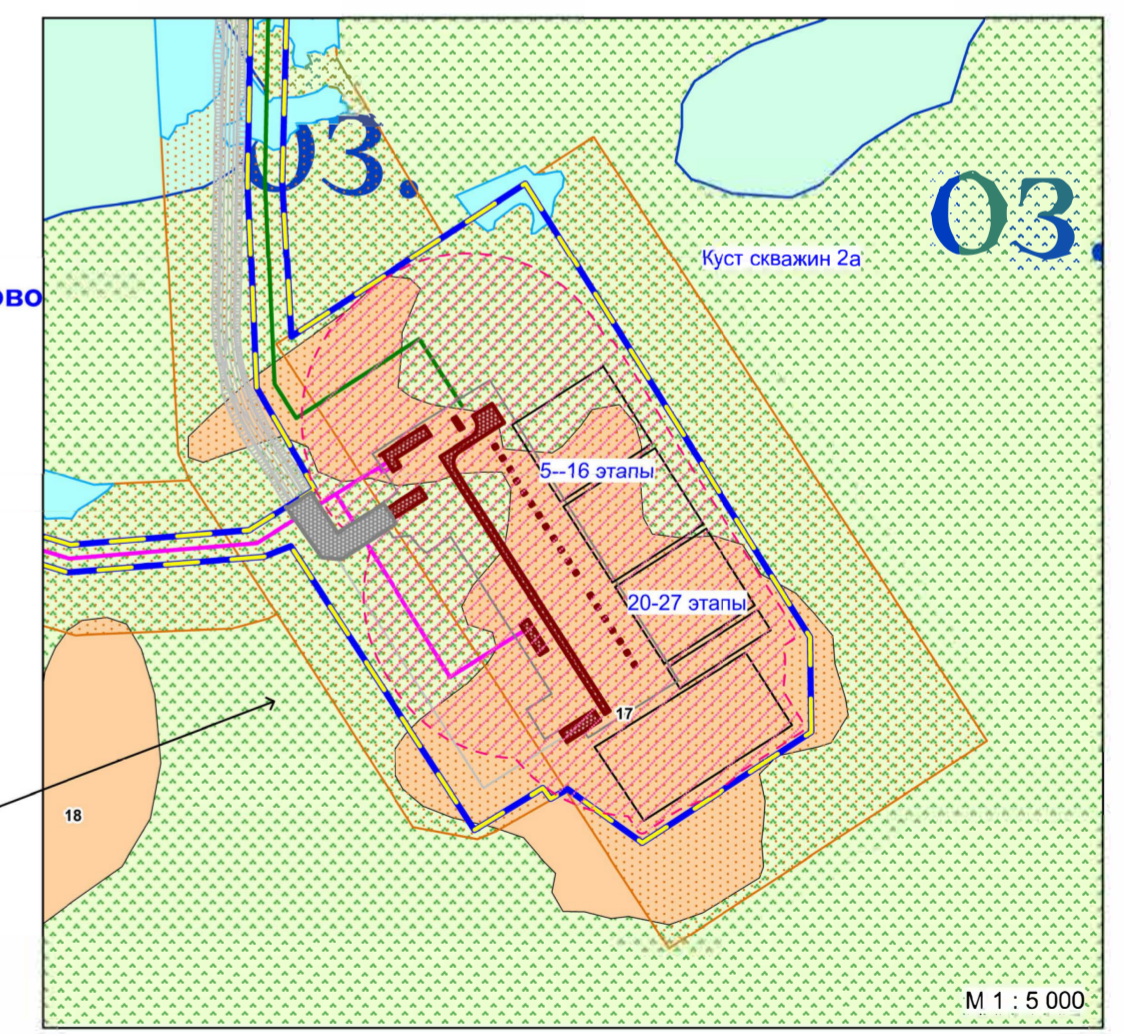 ОЗ.
ОЗ
Куст скважин 2а
ово
5--16 этапы
20-27 этапы
17
18
М 1 : 5 000